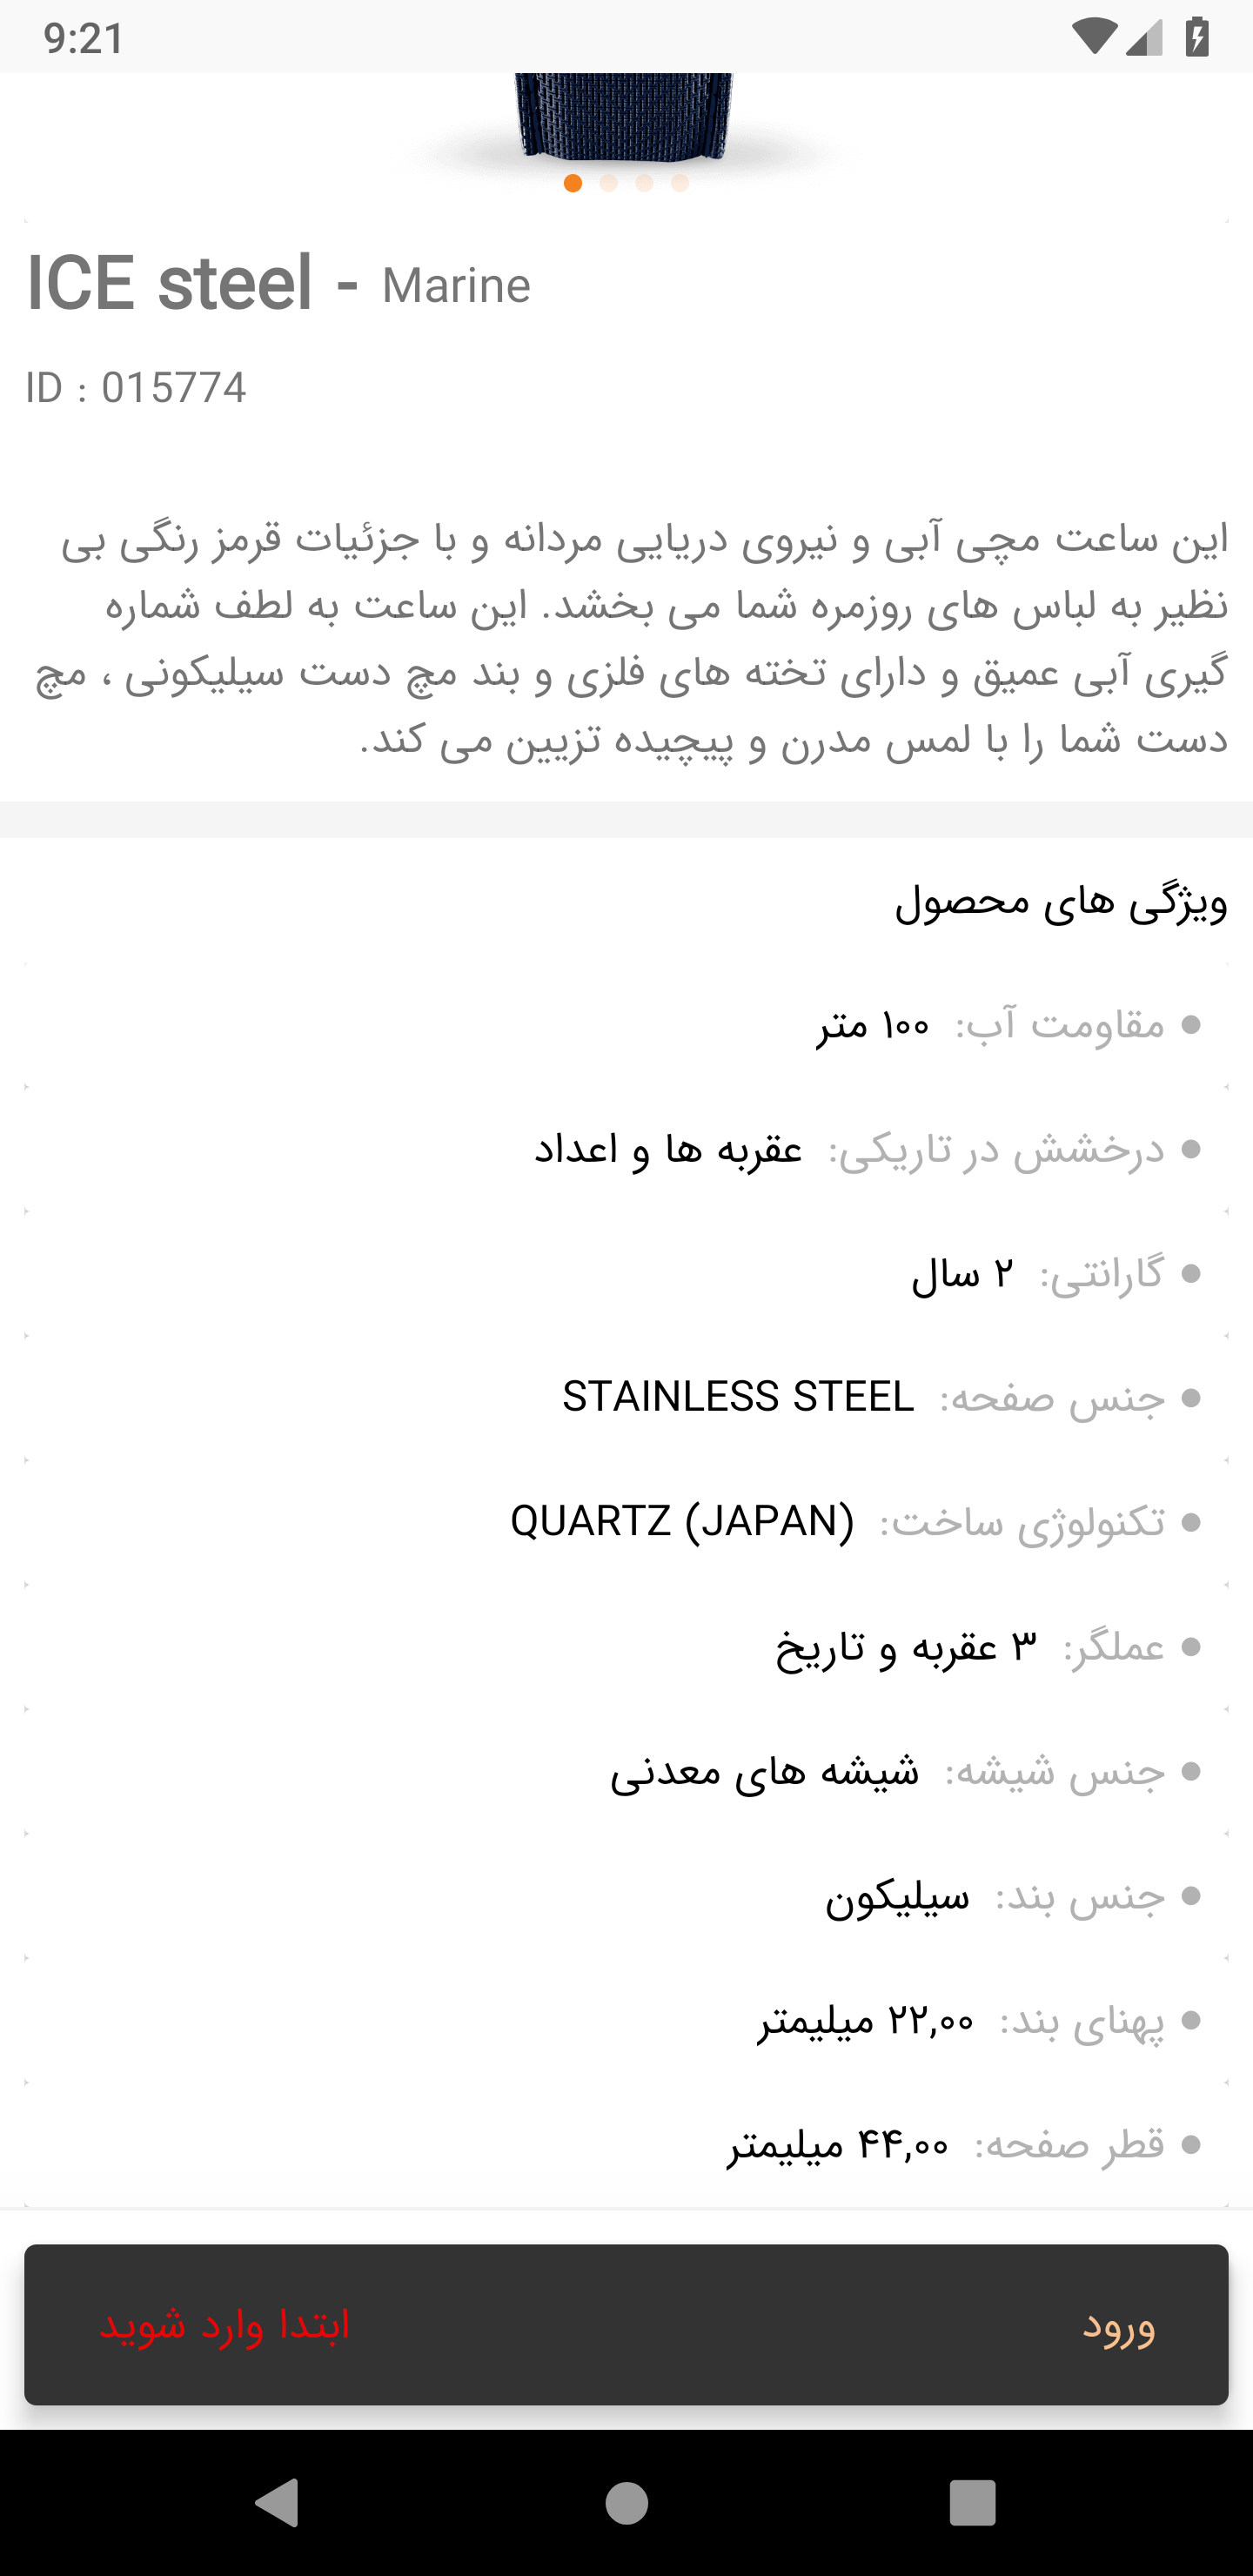 9:21
ICE steel - Marine
ID : 015774
این ساعت مچی آبی و نیروی دریایی مردانه و با جزئیات قرمز رنگی بی
نظیر به لباس های روزمره شما می بخشد. این ساعت به لطف شماره
گیری آبی عمیق و دارای تخته های فلزی و بند مچ دست سیلیکونی ، مچ
دست شما را با لمس مدرن و پیچیده تزیین می کند.
ویژگی های محصول
مقاومت آب: ۱۰۰ متر
درخشش در تاریکی: عقربه ها و اعداد
گارانتی: ۲ سال
جنس صفحه: STAINLESS STEEL
تکنولوژی ساخت: QUARTZ (JAPAN)
عملگر: ۳ عقربه و تاریخ
جنس شیشه: شیشه های معدنی
جنس بند: سیلیکون
پهنای بند: ۲۲,۰۰ میلیمتر
قطر صفحه: ۴۴,۰۰ میلیمتر
ورود
ابتدا وارد شوید